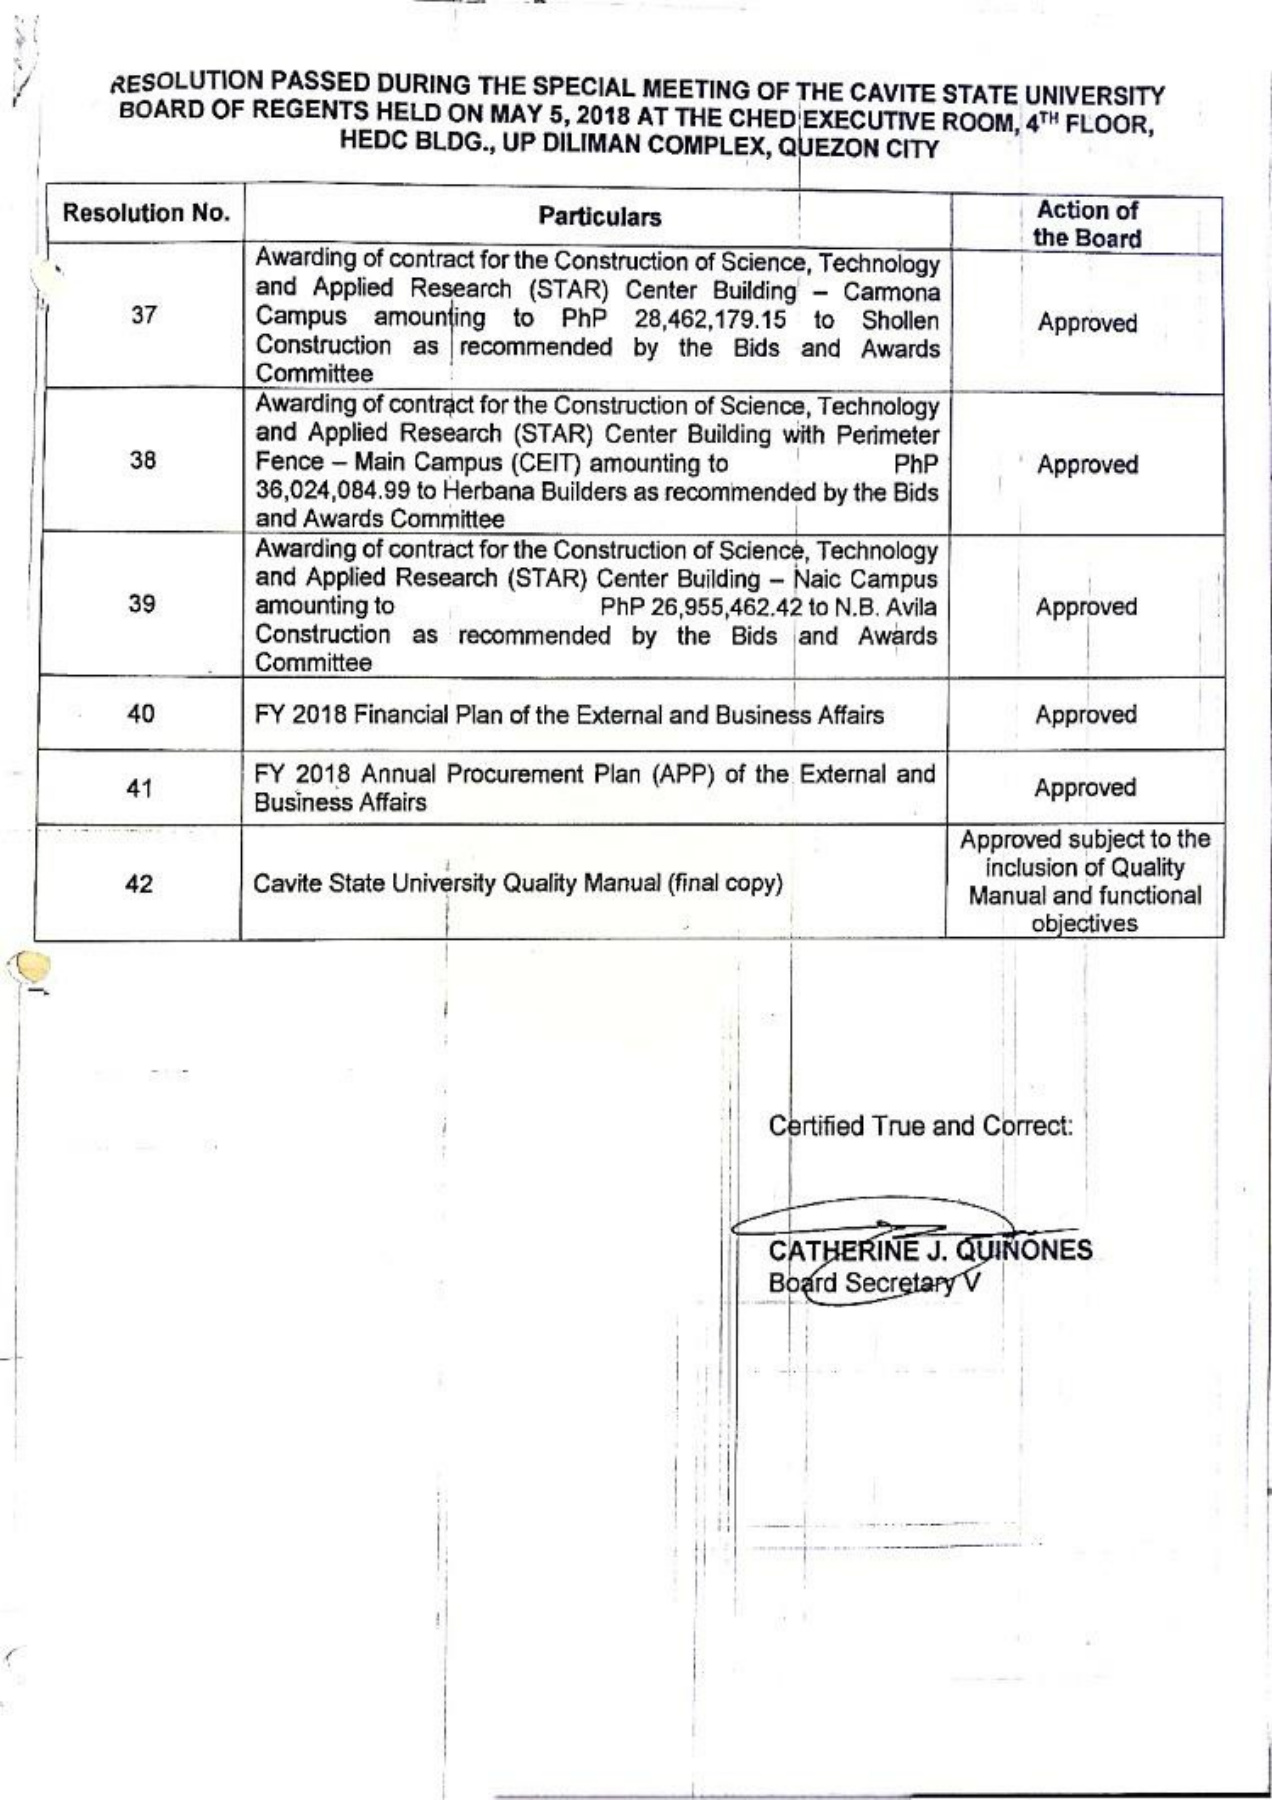 RESOLUTION PASSED DURING THE SPECIAL MEETING OF THE CAVITE STATE UNIVERSITY
BOARD OF REGENTS HELD ON MAY 5, 2018 AT THE CHED EXECUTIVE ROOM, 4TH FLOOR,
HEDC BLDG., UP DILIMAN COMPLEX, QUEZON CITY
Resolution No.
Particulars
Action of
the Board
37
Awarding of contract for the Construction of Science, Technology
and Applied Research (STAR) Center Building – Carmona
Campus amounting to PhP 28,462,179.15 to Shollen
Construction as recommended by the Bids and Awards
Committee
Approved
38
Awarding of contract for the Construction of Science, Technology
and Applied Research (STAR) Center Building with Perimeter
Fence – Main Campus (CEIT) amounting to PhP
36,024,084.99 to Herbana Builders as recommended by the Bids
and Awards Committee
Approved
39
Awarding of contract for the Construction of Science, Technology
and Applied Research (STAR) Center Building – Naic Campus
amounting to PhP 26,955,462.42 to N.B. Avila
Construction as recommended by the Bids and Awards
Committee
Approved
40
FY 2018 Financial Plan of the External and Business Affairs
Approved
41
FY 2018 Annual Procurement Plan (APP) of the External and
Business Affairs
Approved
42
Cavite State University Quality Manual (final copy)
Approved subject to the
inclusion of Quality
Manual and functional
objectives
Certified True and Correct:
CATHERINE J. QUIÑONES
Board Secretary V